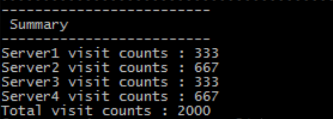 -------------------------
Summary
-------------------------
Server1 visit counts : 333
Server2 visit counts : 667
Server3 visit counts : 333
Server4 visit counts : 667
Total visit counts : 2000